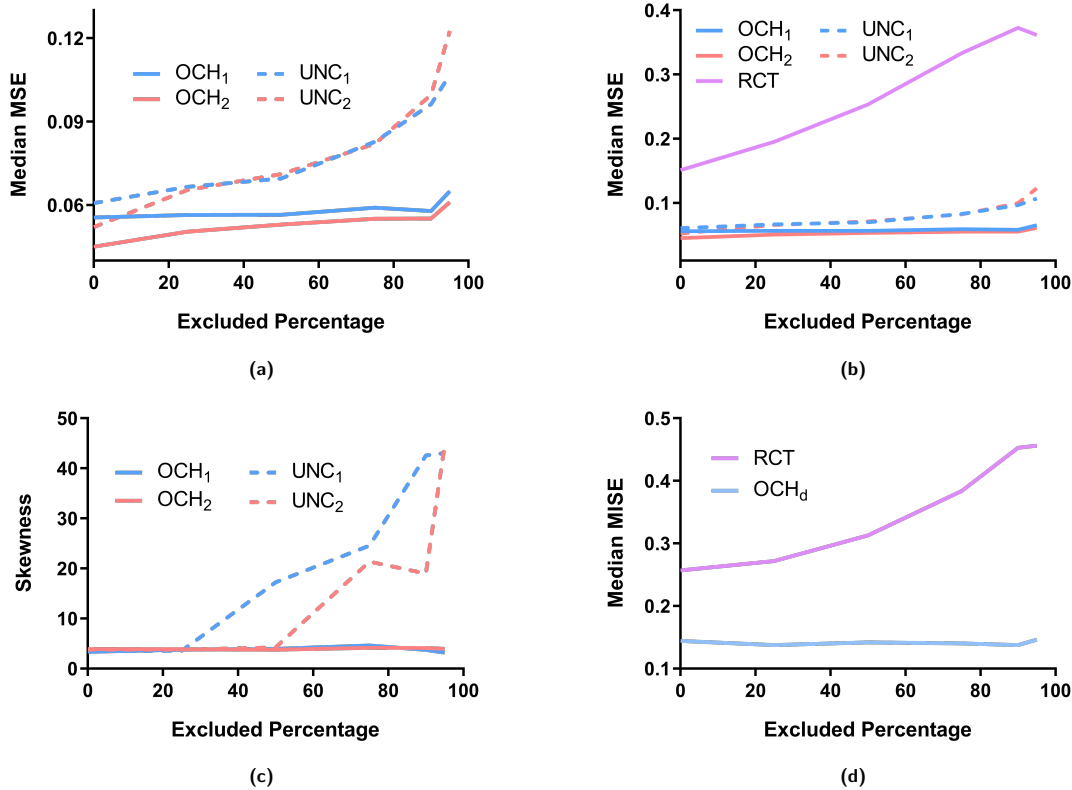 0.12
0.09
0.06
Median MSE
OCH1 UNC1
OCH2 UNC2
0 20 40 60 80 100
Excluded Percentage
(a)
0.4
0.3
0.2
0.1
Median MSE
OCH1 UNC1
OCH2 UNC2
RCT
0 20 40 60 80 100
Excluded Percentage
(b)
50
40
30
20
10
0
Skewness
OCH1 UNC1
OCH2 UNC2
0 20 40 60 80 100
Excluded Percentage
(c)
0.5
0.4
0.3
0.2
0.1
Median MISE
RCT
OCHd
0 20 40 60 80 100
Excluded Percentage
(d)